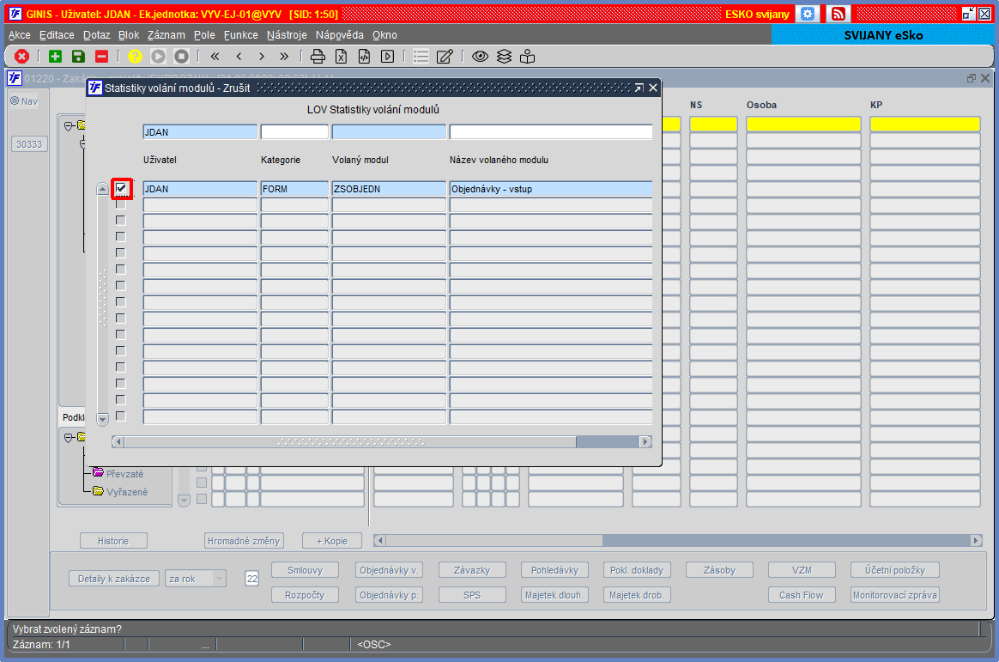 GINIS - Uživatel: JDAN - Ek.jednotka: VYV-EJ-01@VYV [SID: 1:50] ESKO svijany
Akce Editace Dotaz Blok Záznam Pole Funkce Nástroje Nápověda Okno SVIJANY eSko
01220 - Zak
Statistiky volání modulů - Zrušit
Nav
LOV Statistiky volání modulů
NS Osoba KP
JDAN
30333
Uživatel Kategorie Volaný modul Název volaného modulu
JDAN FORM ZSOBJEDN Objednávky - vstup
Podkl
Převzaté
Vyřazené
Historie Hromadné změny + Kopie
Smlouvy Objednávky v. Závazky Pohledávky Pokl. doklady Zásoby VZM Účetní položky
Detaily k zakázce za rok 22
Rozpočty Objednávky p. SPS Majetek dlouh. Majetek drob. Cash Flow Monitorovací zpráva
Vybrat zvolený záznam?
Záznam: 1/1 ... <OSC>